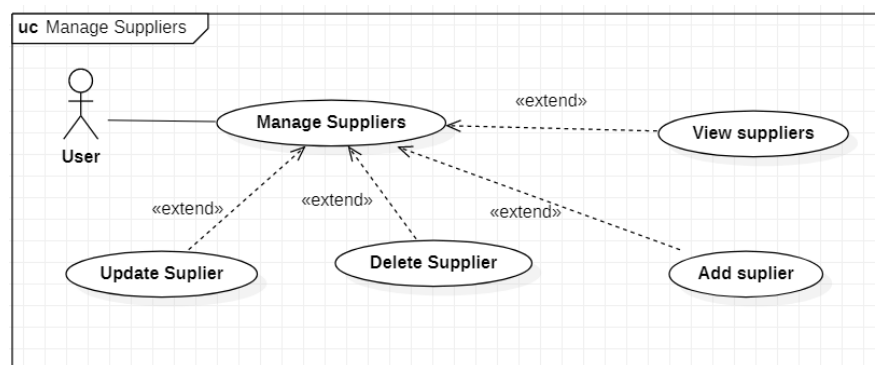 uc Manage Suppliers
«extend»
Manage Suppliers
View suppliers
User
«extend»
«extend»
«extend»
Update Suplier
Delete Supplier
Add suplier